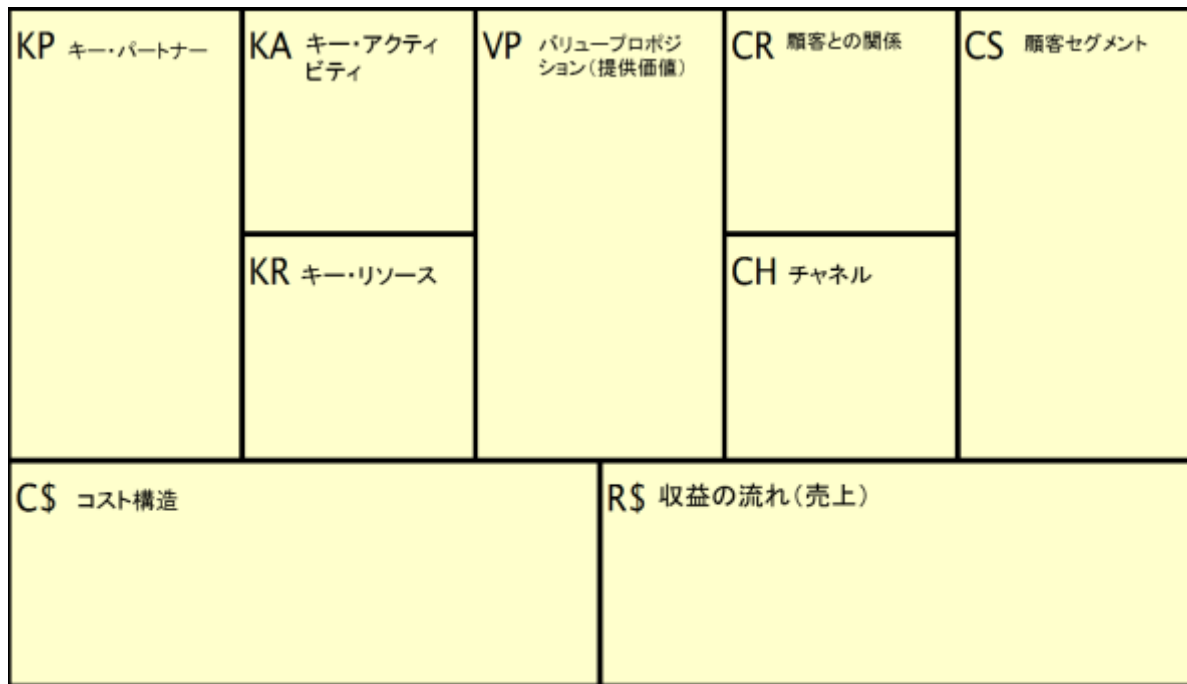 KP キー・パートナー
KA キー・アクティ
ビティ
VP バリュープロポジ
ション（提供価値）
CR 顧客との関係
CS 顧客セグメント
KR キー・リソース
CH チャネル
C$ コスト構造
R$ 収益の流れ（売上）